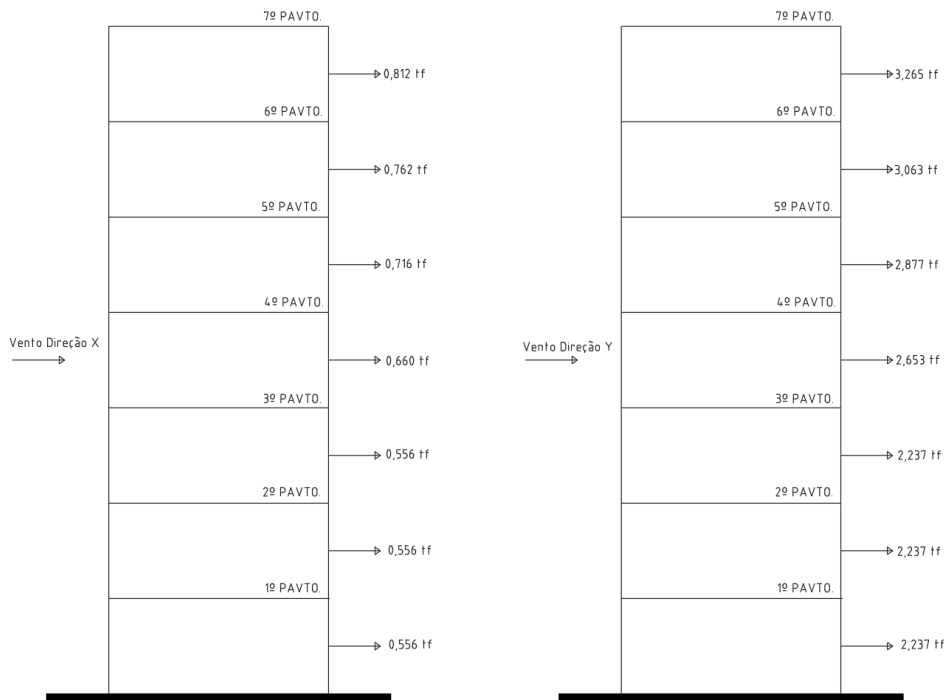 7º PAVTO.
0,812 tf
6º PAVTO.
0,762 tf
5º PAVTO.
0,716 tf
4º PAVTO.
Vento Direção X
0,660 tf
3º PAVTO.
0,556 tf
2º PAVTO.
0,556 tf
1º PAVTO.
0,556 tf
7º PAVTO.
3,265 tf
6º PAVTO.
3,063 tf
5º PAVTO.
2,877 tf
4º PAVTO.
Vento Direção Y
2,653 tf
3º PAVTO.
2,237 tf
2º PAVTO.
2,237 tf
1º PAVTO.
2,237 tf